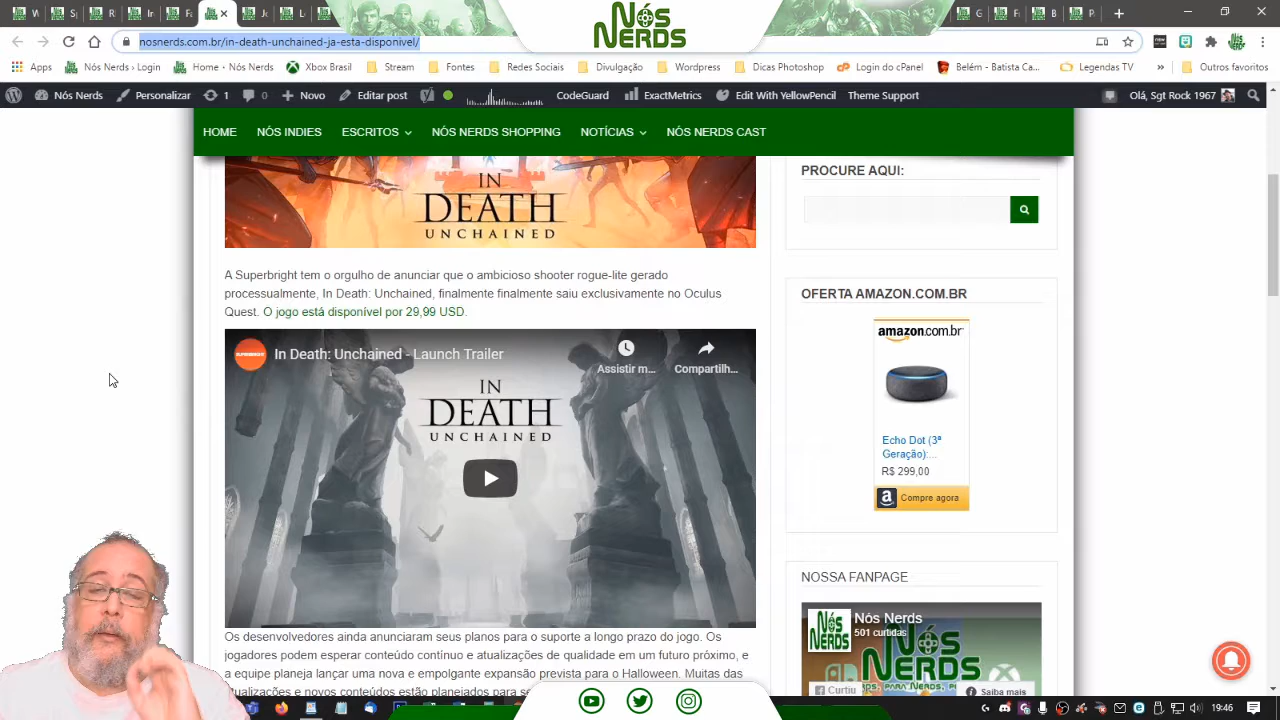 NÓS
NERDS
nosnerds.com.br/in-death-unchained-ja-esta-disponivel/
Apps
Nós Nerds › Login
Home • Nós Nerds
Xbox Brasil
Stream
Fontes
Redes Sociais
Divulgação
Wordpress
Dicas Photoshop
Login do cPanel
Belém - Batista Ca...
Legendas TV
»
Outros favoritos
Nós Nerds
Personalizar
1
0
Novo
Editar post
CodeGuard
ExactMetrics
Edit With YellowPencil
Theme Support
Olá, Sgt Rock 1967
HOME
NÓS INDIES
ESCRITOS
NÓS NERDS SHOPPING
NOTÍCIAS
NÓS NERDS CAST
IN
DEATH
UNCHAINED
A Superbright tem o orgulho de anunciar que o ambicioso shooter rogue-lite gerado
processualmente, In Death: Unchained, finalmente finalmente saiu exclusivamente no Oculus
Quest. O jogo está disponível por 29,99 USD.
In Death: Unchained - Launch Trailer
Assistir m...
Compartilh...
IN
DEATH
UNCHAINED
Os desenvolvedores ainda anunciaram seus planos para o suporte a longo prazo do jogo. Os
jogadores podem esperar conteúdo contínuo e atualizações de qualidade em um futuro próximo, e
a equipe planeja lançar uma nova e empolgante expansão prevista para o Halloween. Muitas das
atualizações e novos conteúdos estão planejados para
PROCURE AQUI:
OFERTA AMAZON.COM.BR
amazon.com.br
Echo Dot (3ª
Geração):...
R$ 299,00
Compre agora
NOSSA FANPAGE
NÓS
NERDS
Nós Nerds
501 curtidas
NÓS
NERDS
Curtiu
Saiba mais
19:46